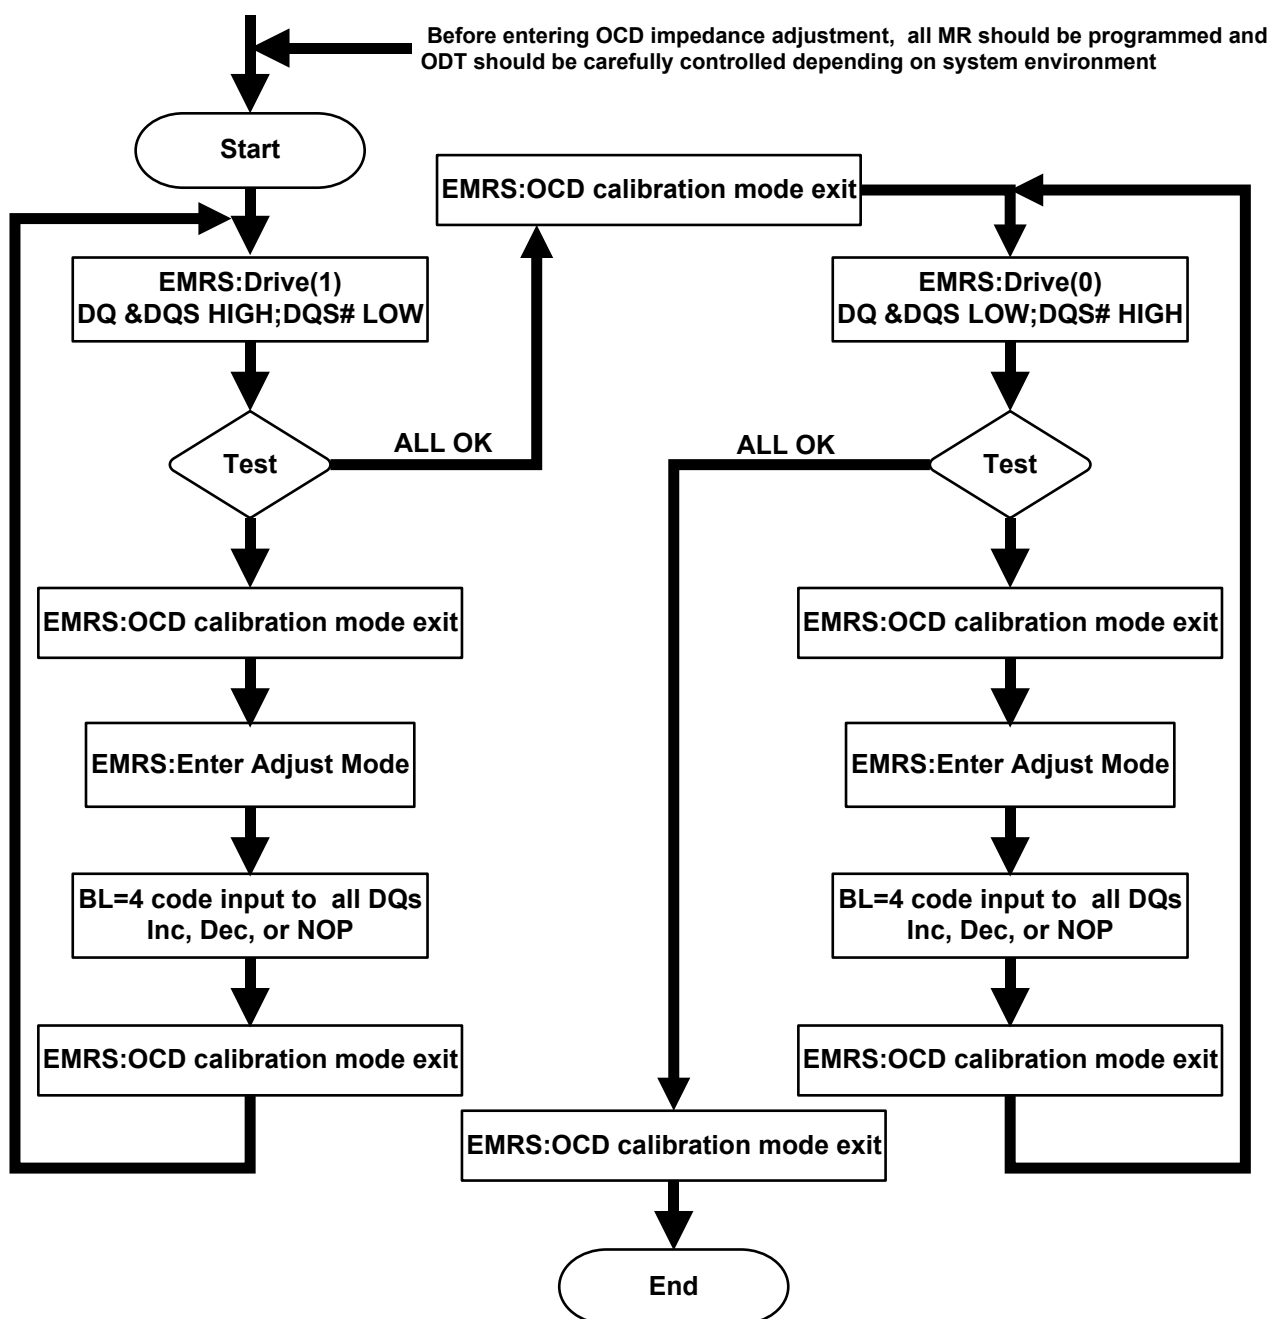 Before entering OCD impedance adjustment, all MR should be programmed and
ODT should be carefully controlled depending on system environment
Start
EMRS:OCD calibration mode exit
EMRS:Drive(1)
DQ &DQS HIGH;DQS# LOW
EMRS:Drive(0)
DQ &DQS LOW;DQS# HIGH
ALL OK
Test
ALL OK
Test
EMRS:OCD calibration mode exit
EMRS:OCD calibration mode exit
EMRS:Enter Adjust Mode
EMRS:Enter Adjust Mode
BL=4 code input to all DQs
Inc, Dec, or NOP
BL=4 code input to all DQs
Inc, Dec, or NOP
EMRS:OCD calibration mode exit
EMRS:OCD calibration mode exit
EMRS:OCD calibration mode exit
End